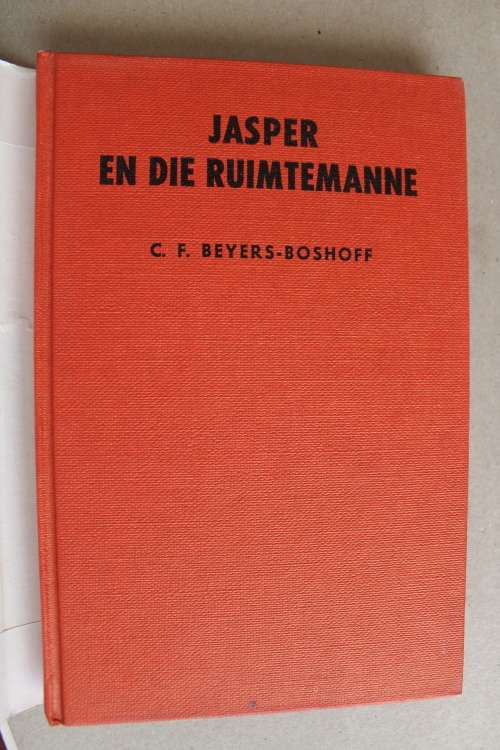 JASPER
EN DIE RUIMTEMANNE
C. F. BEYERS-BOSHOFF